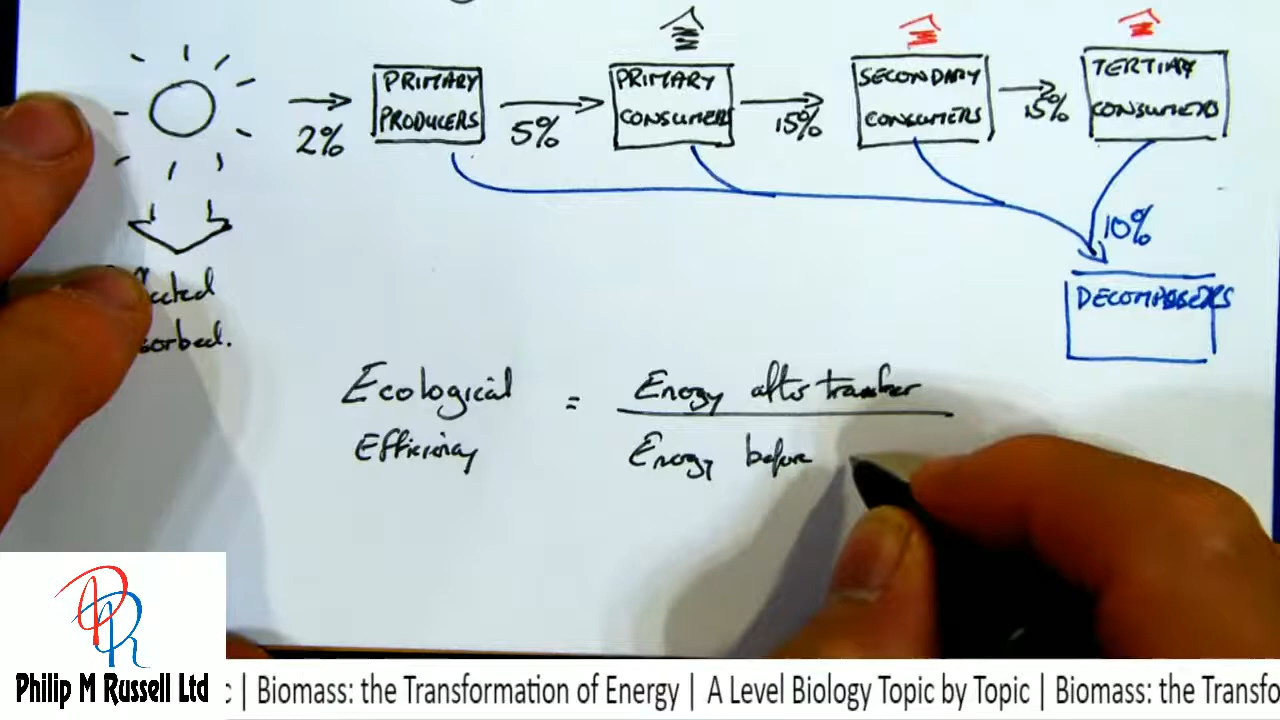 PRIMARY
PRODUCERS
PRIMARY
CONSUMERS
SECONDARY
CONSUMERS
TERTIARY
CONSUMERS
2%
5%
15%
15%
10%
DECOMPOSERS
Ecological
Efficiency
=
Energy after transfer
Energy before
Philip M Russell Ltd
| Biomass: the Transformation of Energy | A Level Biology Topic by Topic | Biomass: the Transfo